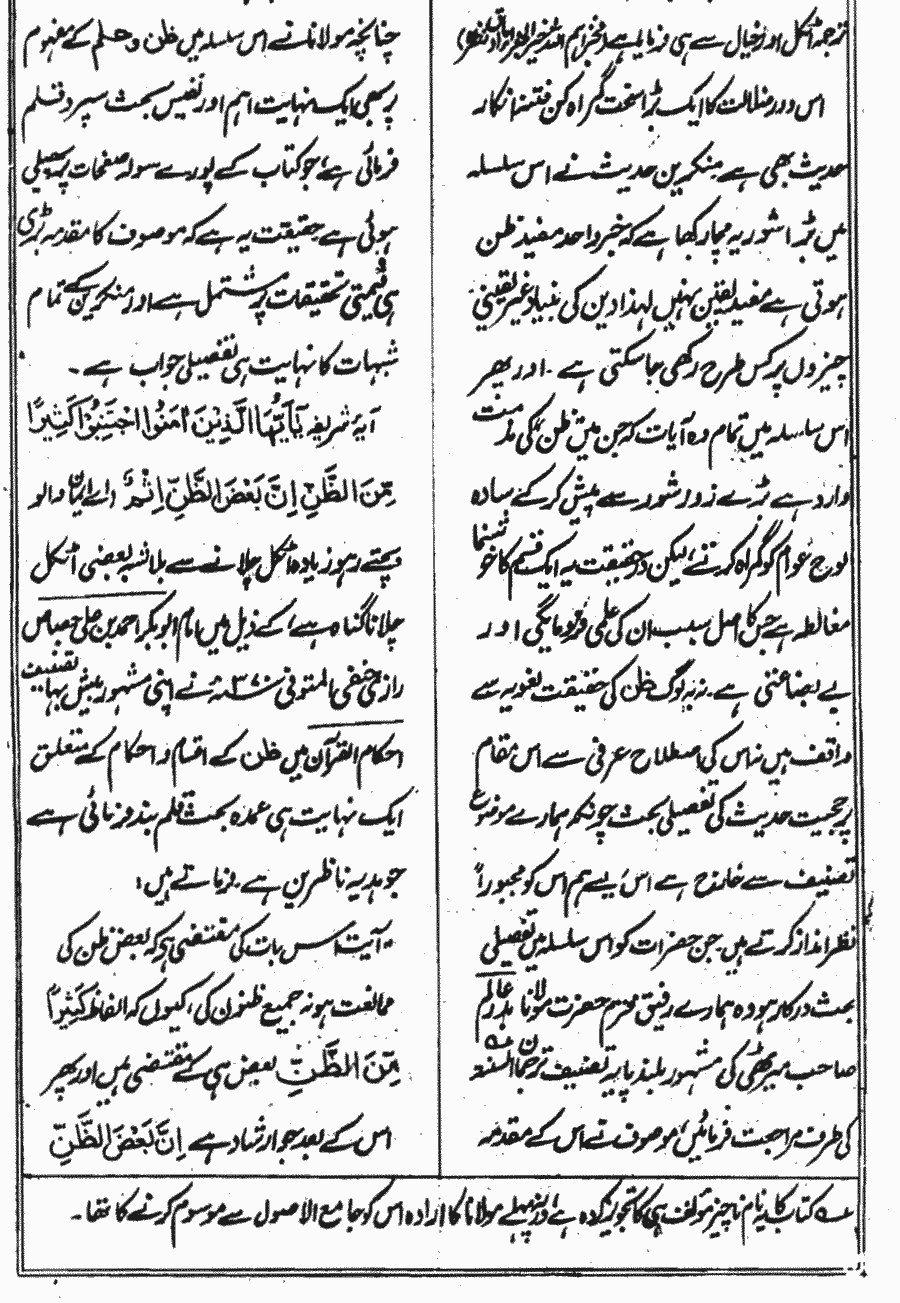 ترجمہ اٹکل اور خیال سے ہی فرمایا ہے
اس دور ضلالت کا ایک بڑا سخت گمراہ کن فتنہ انکار
حدیث بھی ہے منکرین حدیث نے اس سلسلہ
میں بڑا شور یہ مچا رکھا ہے کہ خبر واحد مفید ظن
ہوتی ہے مفید یقین نہیں لہذا دین کی بنیاد غیر یقینی
چیزوں پر کس طرح رکھی جا سکتی ہے ۔ اور پھر
اس سلسلہ میں تمام وہ آیات کہ جن میں ظن کی مذمت
وارد ہے بڑے زور شور سے پیش کر کے سادہ
لوح عوام کو گمراہ کرتے، لیکن درحقیقت یہ ایک قسم کا خوشنما
مغالطہ ہے جس کا اصل سبب ان کی علمی فرومایگی اور
بے بضاعتی ہے ۔ نہ یہ لوگ ظن کی حقیقت لغویہ سے
واقف ہیں نہ اس کی اصطلاح عرفی سے اس مقام
پر حجیت حدیث کی تفصیلی بحث چونکہ ہمارے موضوع
تصنیف سے خارج ہے اس لیے ہم اس کو مجبوراً
نظر انداز کرتے ہیں ۔ جن حضرات کو اس سلسلہ میں تفصیلی
بحث درکار ہو وہ ہمارے رفیق محترم حضرت مولانا بدر عالم
صاحب میرٹھی کی مشہور بلند پایہ تصنیف ترجمان السنہ
کی طرف مراجعت فرمائیں، موصوف نے اس کے مقدمہ
چنانچہ مولانا نے اس سلسلہ میں ظن و علم کے مفہوم
پر بھی ایک نہایت اہم اور نفیس بحث سپرد قلم
فرمائی ہے، جو کتاب کے پورے سولہ صفحات پر پھیلی
ہوئی ہے حقیقت یہ ہے کہ موصوف کا مقدمہ بڑی
ہی قیمتی تحقیقات پر مشتمل ہے اور منکرین کے تمام
شبہات کا نہایت ہی تفصیلی جواب ہے ۔
آیۂ شریفہ یَآاَیُّهَا الَّذِیْنَ اٰمَنُوا اجْتَنِبُوْا كَثِیْرًا
مِّنَ الظَّنِّ اِنَّ بَعْضَ الظَّنِّ اِثْمٌ (اے ایمان والو
بچتے رہو زیادہ اٹکل چلانے سے بلاشبہ بعضی اٹکل
چلانا گناہ ہے، کے ذیل میں امام ابوبکر احمد بن علی جصاص
رازی حنفی المتوفی ۳۷۰ھ نے اپنی مشہور بیش بہا تصنیف
احکام القرآن میں ظن کے اقسام و احکام کے متعلق
ایک نہایت ہی عمدہ بحث قلم بند فرمائی ہے
جو ہدیہ ناظرین ہے ۔ فرماتے ہیں:
" آیت اس بات کی مقتضی ہے کہ بعض ظن کی
ممانعت ہو نہ جمیع ظنون کی، کیوں کہ الفاظ كَثِیْرًا
مِّنَ الظَّنِّ بعض ہی کے مقتضی ہیں اور پھر
اس کے بعد جو ارشاد ہے اِنَّ بَعْضَ الظَّنِّ
کتاب کا یہ نام ناچیز مؤلف ہی کا تجویز کردہ ہے ورنہ پہلے مولانا کا ارادہ اس کو جامع الاصول سے موسوم کرنے کا تھا ۔